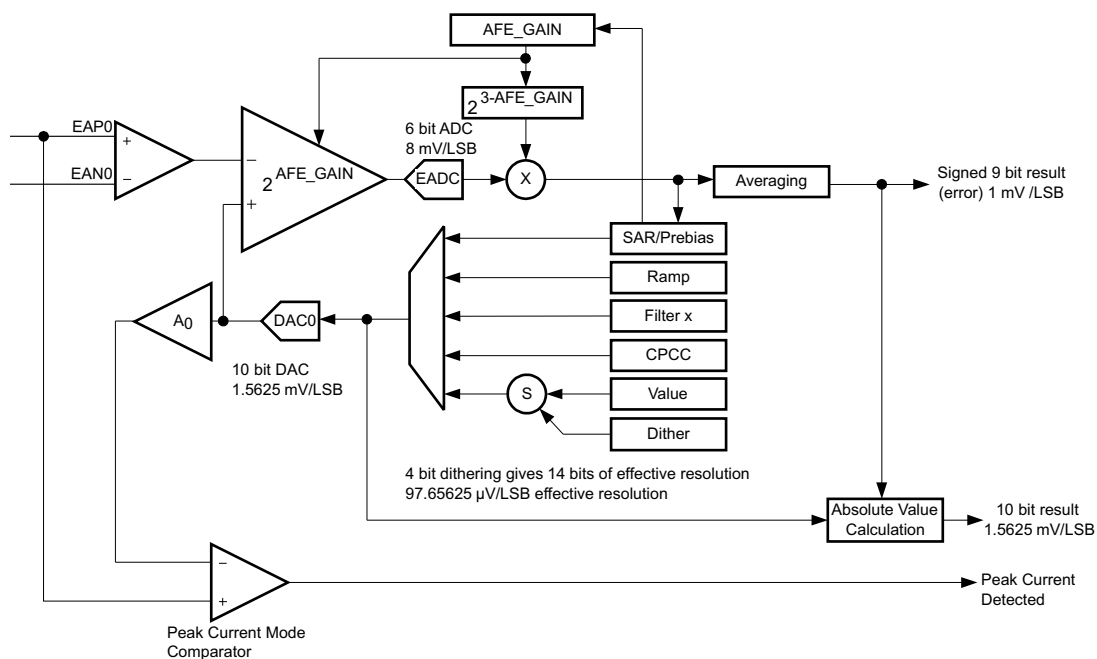 AFE_GAIN
2 3-AFE_GAIN
EAP0
+
EAN0
−
−
2 AFE_GAIN
+
6 bit ADC
8 mV/LSB
EADC
X
Averaging
Signed 9 bit result
(error) 1 mV /LSB
SAR/Prebias
Ramp
Filter x
CPCC
Value
Dither
S
A0
DAC0
10 bit DAC
1.5625 mV/LSB
4 bit dithering gives 14 bits of effective resolution
97.65625 μV/LSB effective resolution
Absolute Value
Calculation
10 bit result
1.5625 mV/LSB
−
+
Peak Current Mode
Comparator
Peak Current
Detected